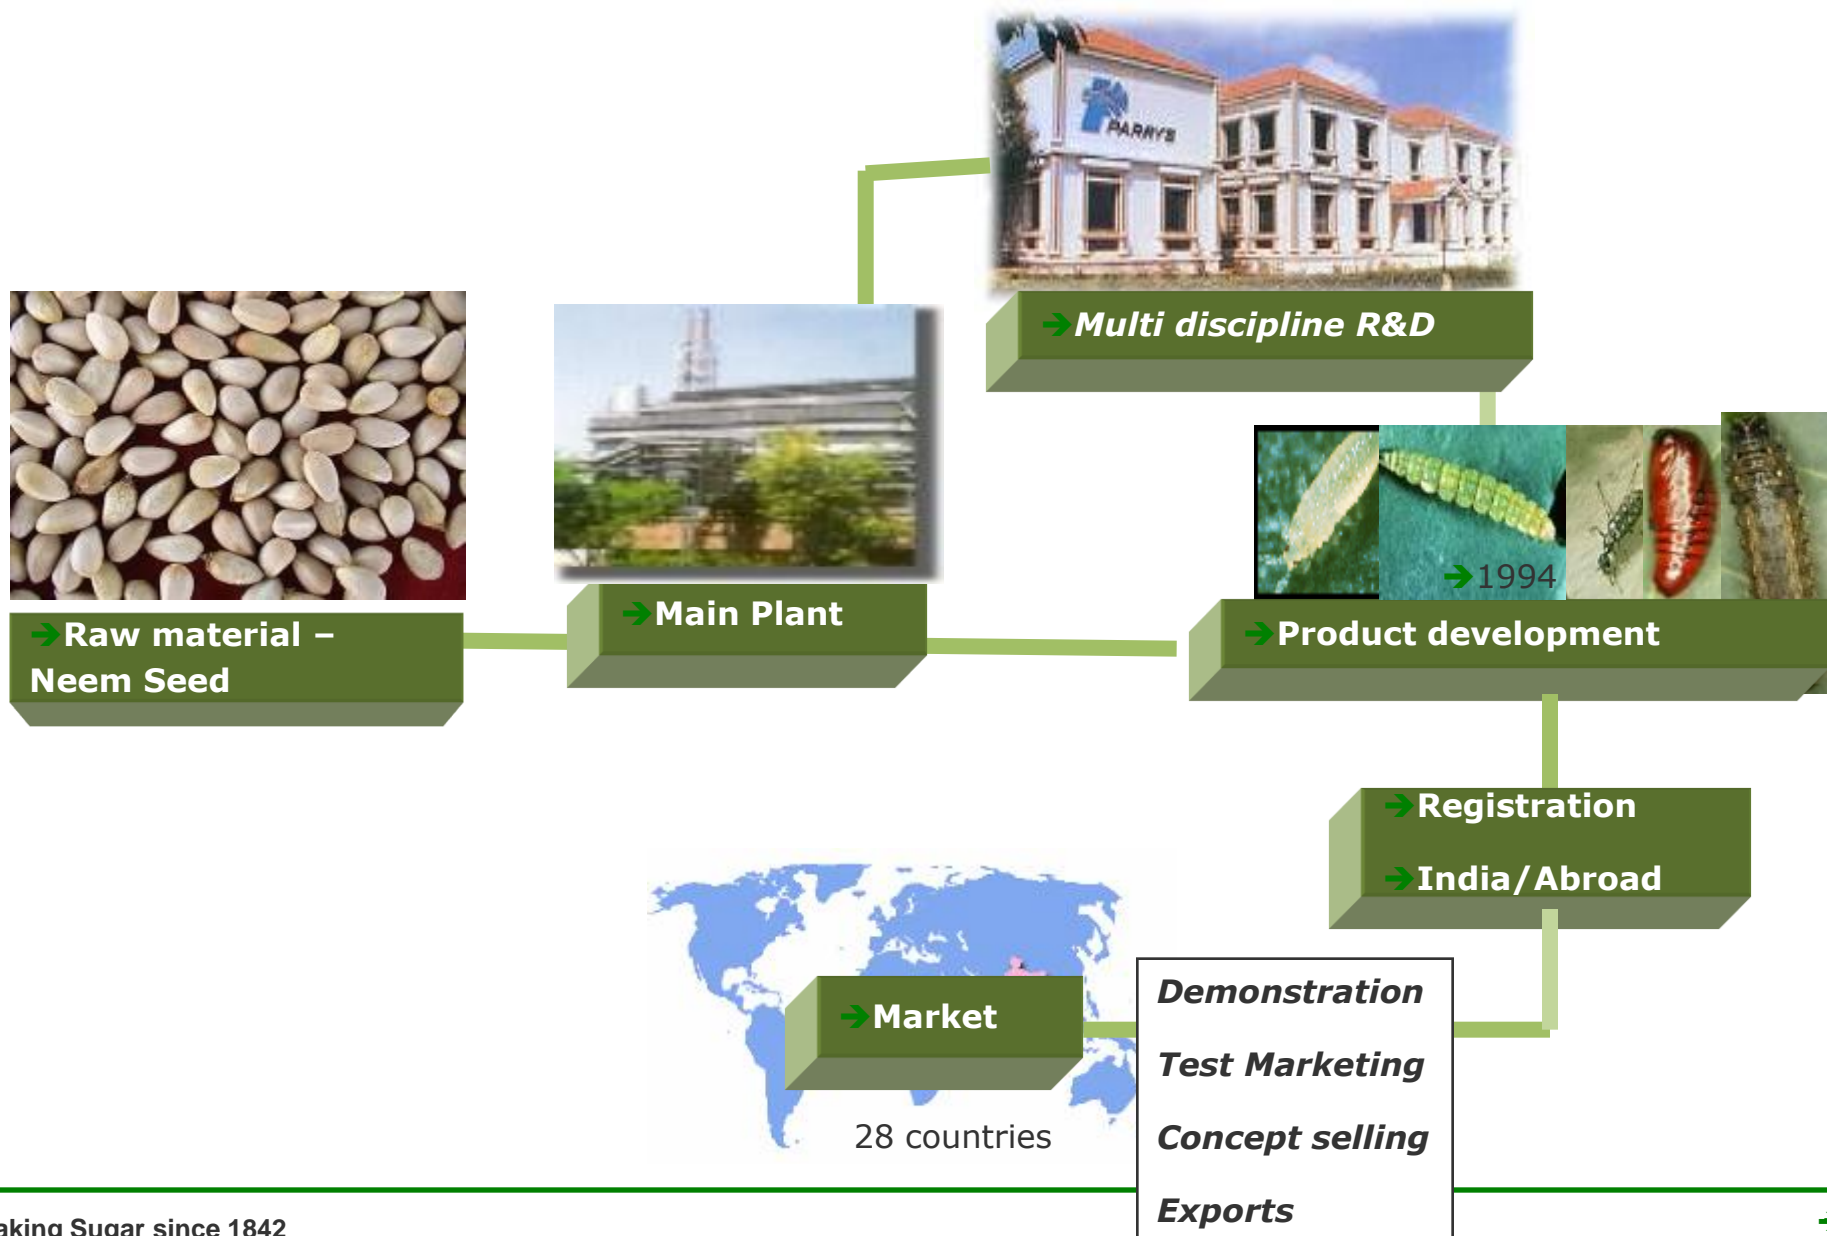 PARRY'S
➔Multi discipline R&D
➔1994
➔Raw material –
Neem Seed
➔Main Plant
➔Product development
➔Registration
➔India/Abroad
➔Market
28 countries
Demonstration
Test Marketing
Concept selling
Exports
aking Sugar since 1842
➔